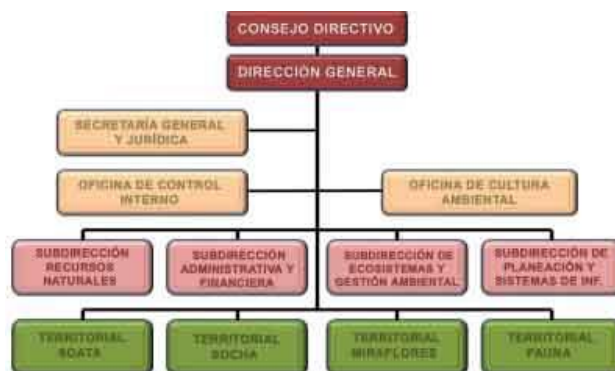 CONSEJO DIRECTIVO
DIRECCIÓN GENERAL
SECRETARÍA GENERAL
Y JURÍDICA
OFICINA DE CONTROL
INTERNO
OFICINA DE CULTURA
AMBIENTAL
SUBDIRECCIÓN
RECURSOS
NATURALES
SUBDIRECCIÓN
ADMINISTRATIVA Y
FINANCIERA
SUBDIRECCIÓN DE
ECOSISTEMAS Y
GESTIÓN AMBIENTAL
SUBDIRECCIÓN DE
PLANEACIÓN Y
SISTEMAS DE INF.
TERRITORIAL
SOATA
TERRITORIAL
SOCHA
TERRITORIAL
MIRAFLORES
TERRITORIAL